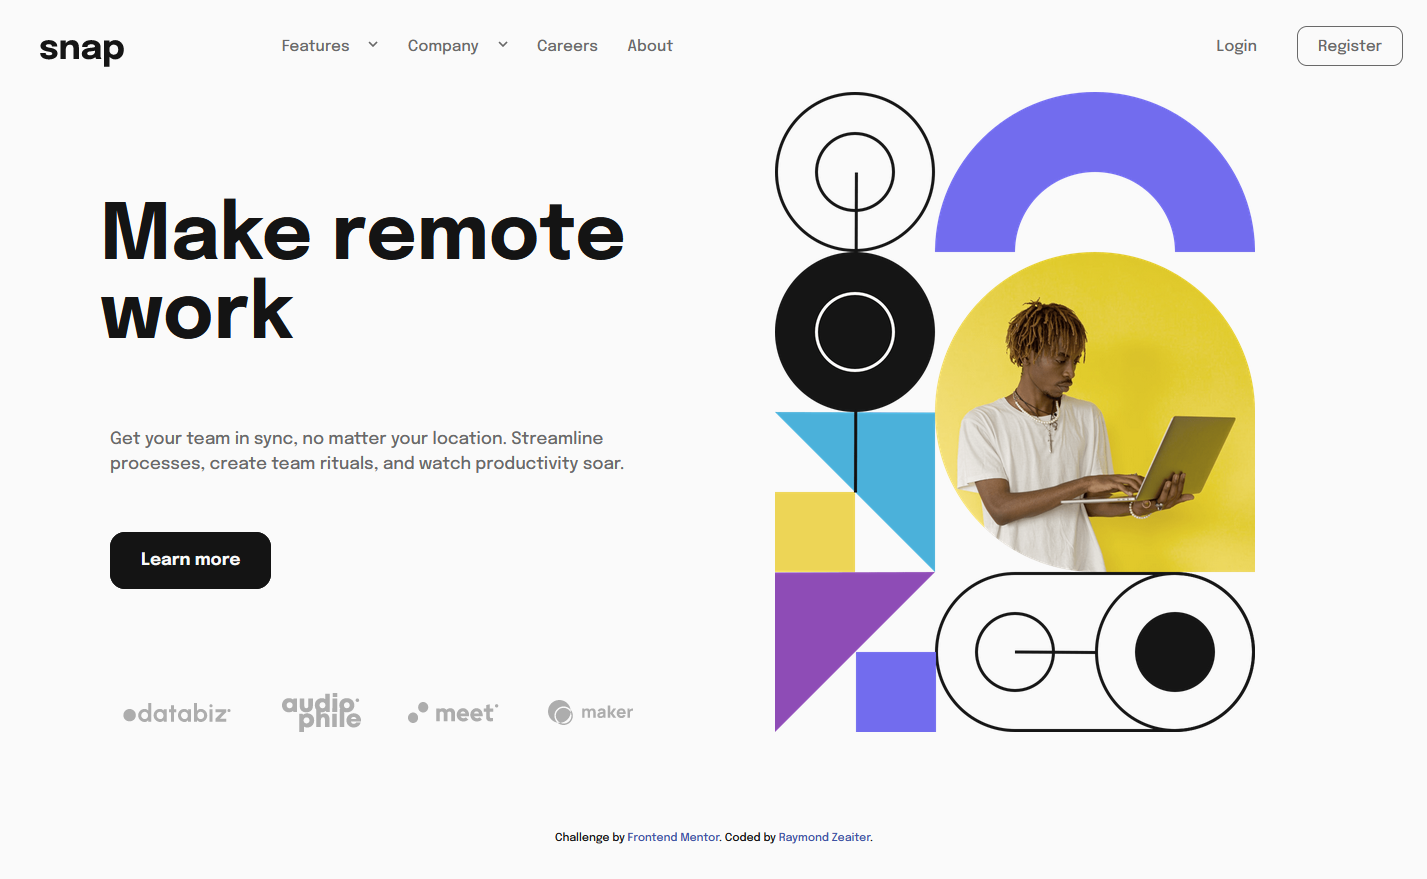 snap
Features
Company
Careers
About
Login
Register
Make remote
work
Get your team in sync, no matter your location. Streamline
processes, create team rituals, and watch productivity soar.
Learn more
databiz
audio
phile
meet
maker
Challenge by Frontend Mentor. Coded by Raymond Zeaiter.